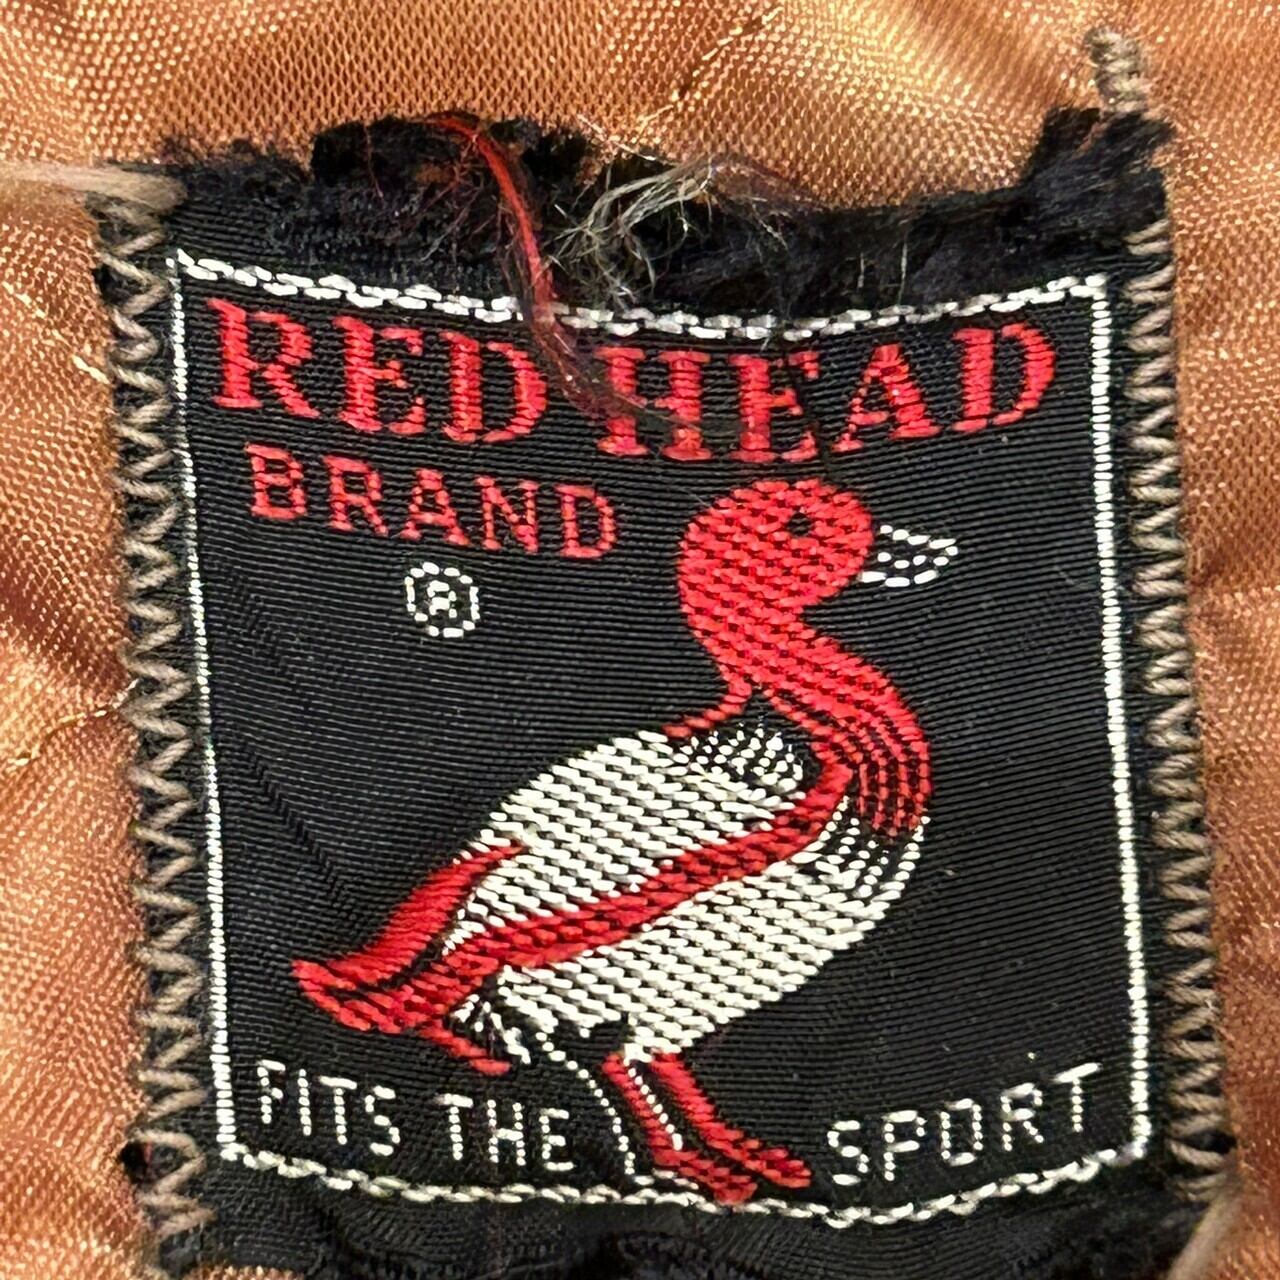 RED HEAD
BRAND
®
FITS THE SPORT